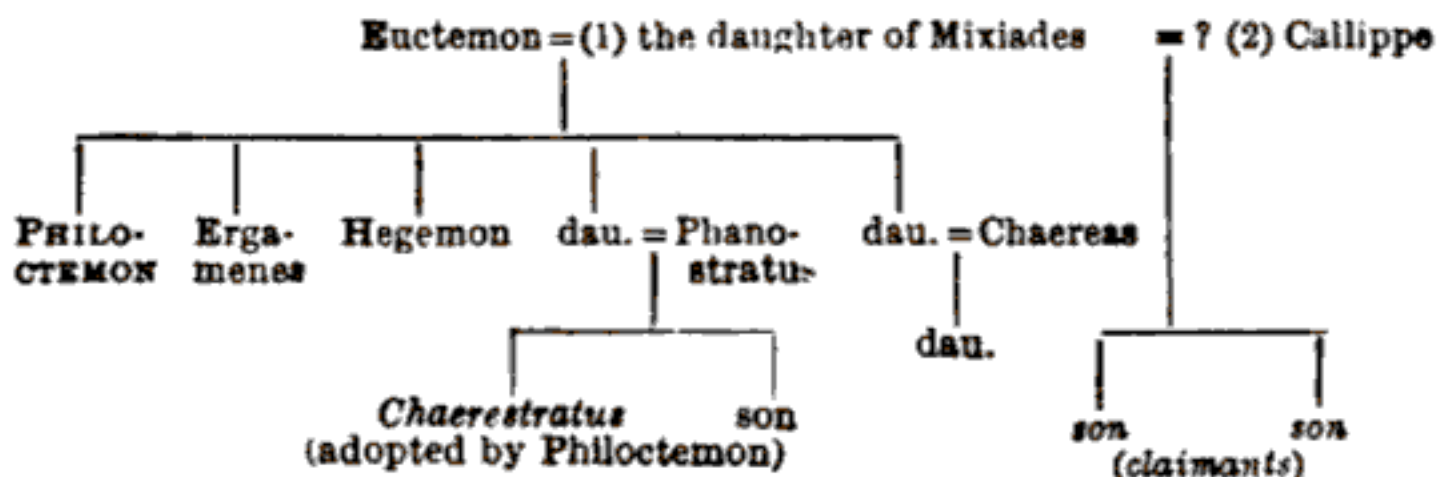 Euctemon = (1) the daughter of Mixiades = ? (2) Callippe
PHILO- Erga- Hegemon dau. = Phano- dau. = Chaereas
CTEMON menes stratus
dau.
Chaerestratus son son son
(adopted by Philoctemon) (claimants)